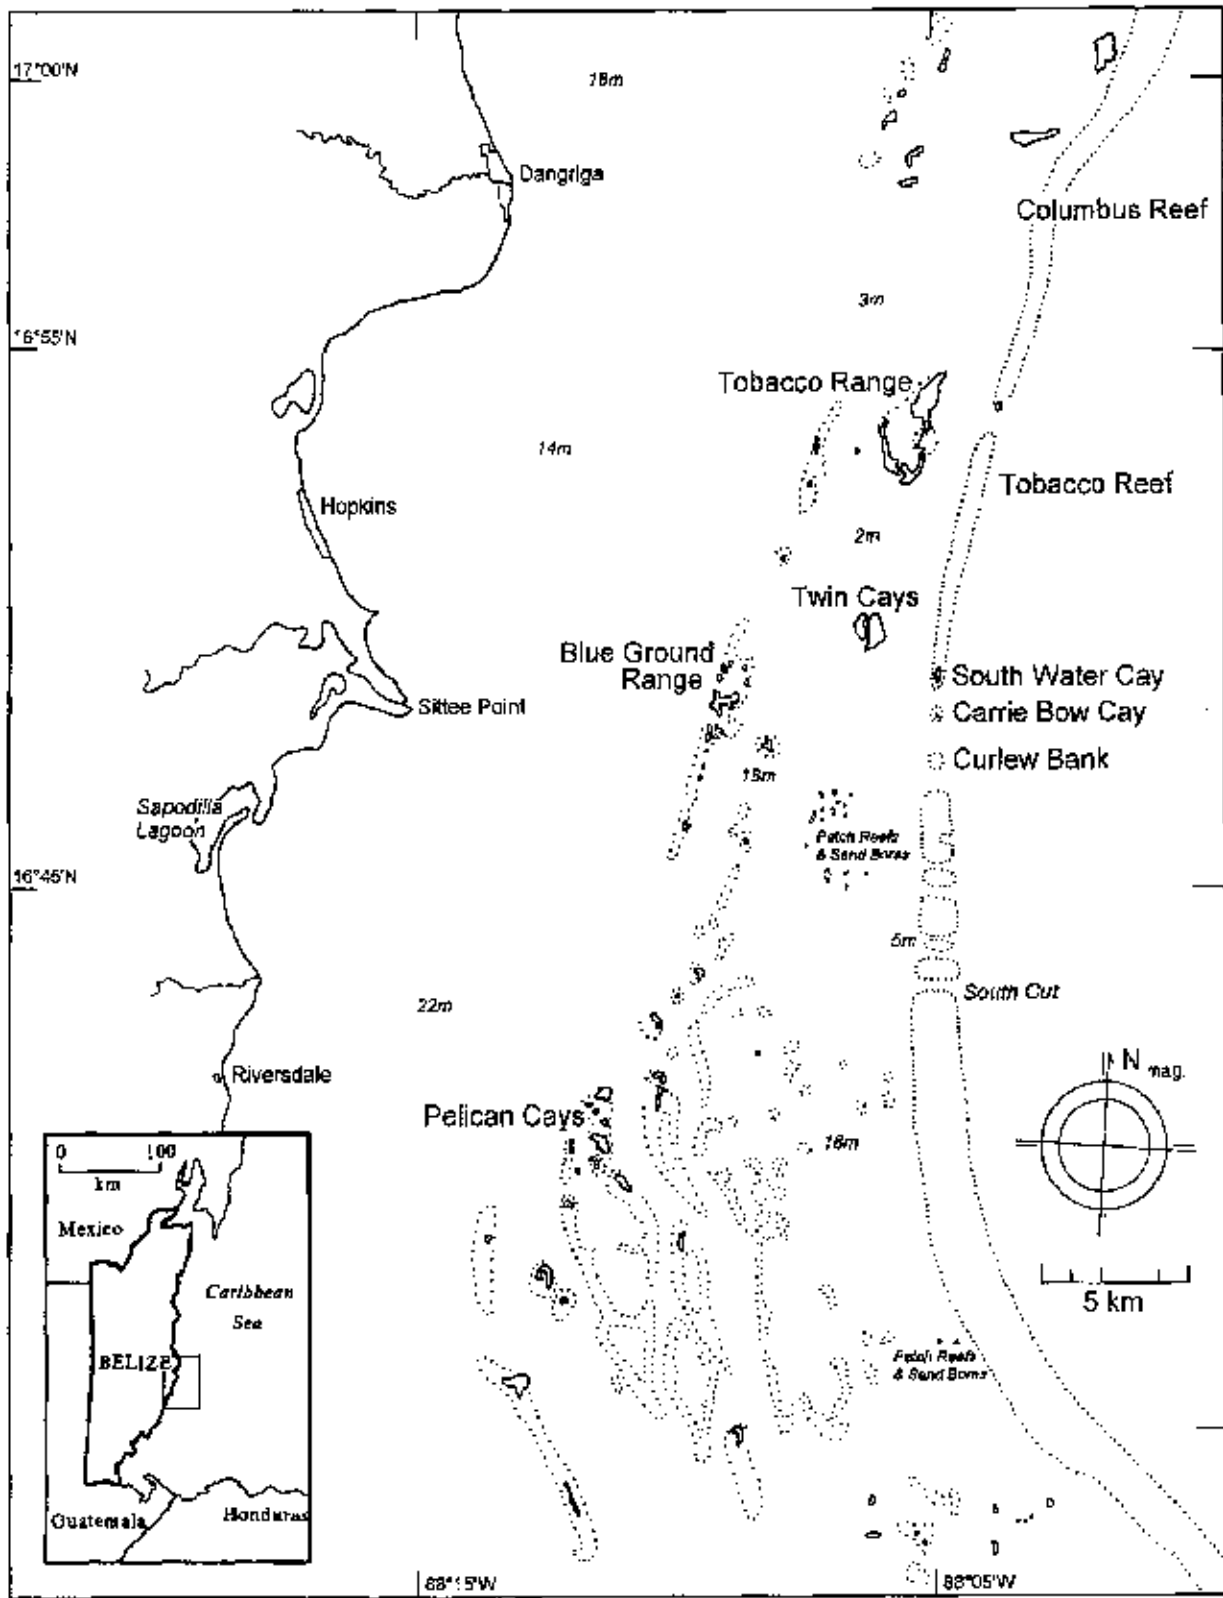 17°00'N
18m
Dangriga
Columbus Reef
3m
16°55'N
Tobacco Range
14m
Tobacco Reef
Hopkins
2m
Twin Cays
Blue Ground
Range
South Water Cay
Carrie Bow Cay
Sittee Point
Curlew Bank
18m
Sapodilla
Lagoon
Patch Reefs
& Sand Bores
16°45'N
5m
South Cut
22m
Riversdale
N mag.
Pelican Cays
18m
0 100
km
Mexico
Caribbean
Sea
5 km
BELIZE
Patch Reefs
& Sand Bores
Guatemala
Honduras
88°15'W
88°05'W